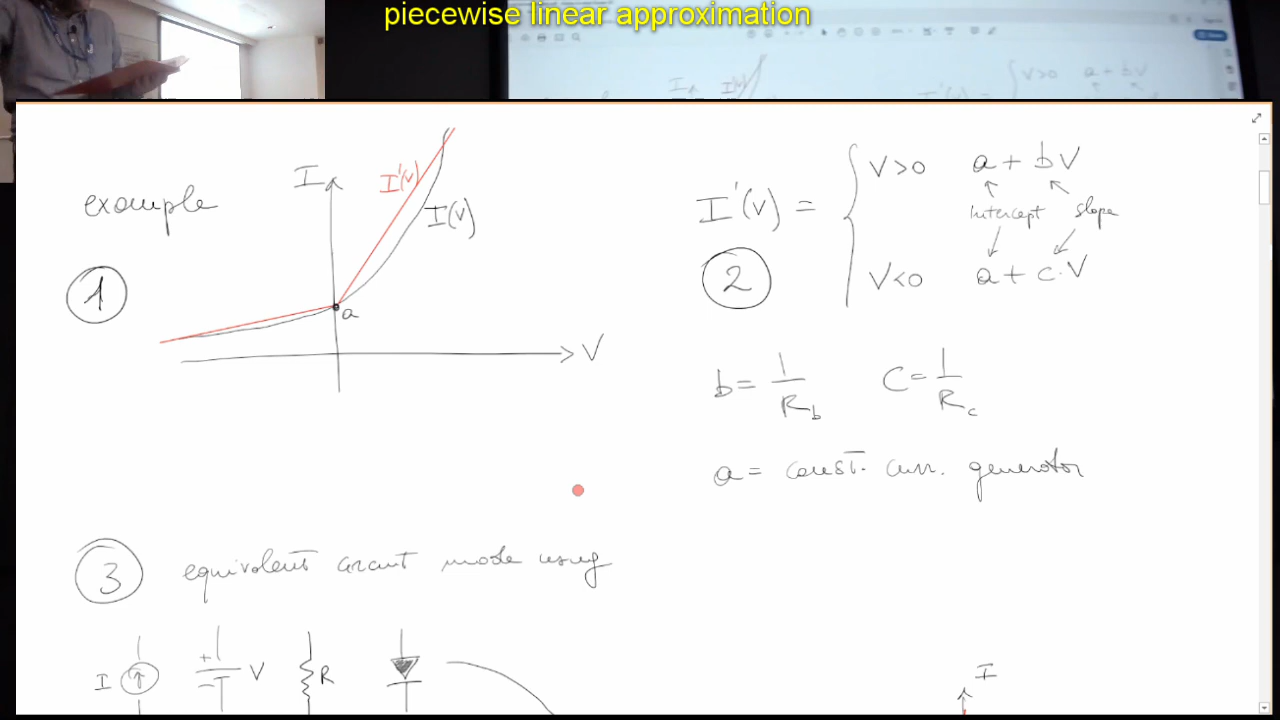 piecewise linear approximation
example
I
I'(v)
I(v)
1
a
V
I'(v) =
V>0 a + bV
intercept slope
V<0 a + c.V
2
b = 1/R_b c = 1/R_c
a = const. curr. generator
3 equivalent circuit mode using
I
+
−
V
R
I